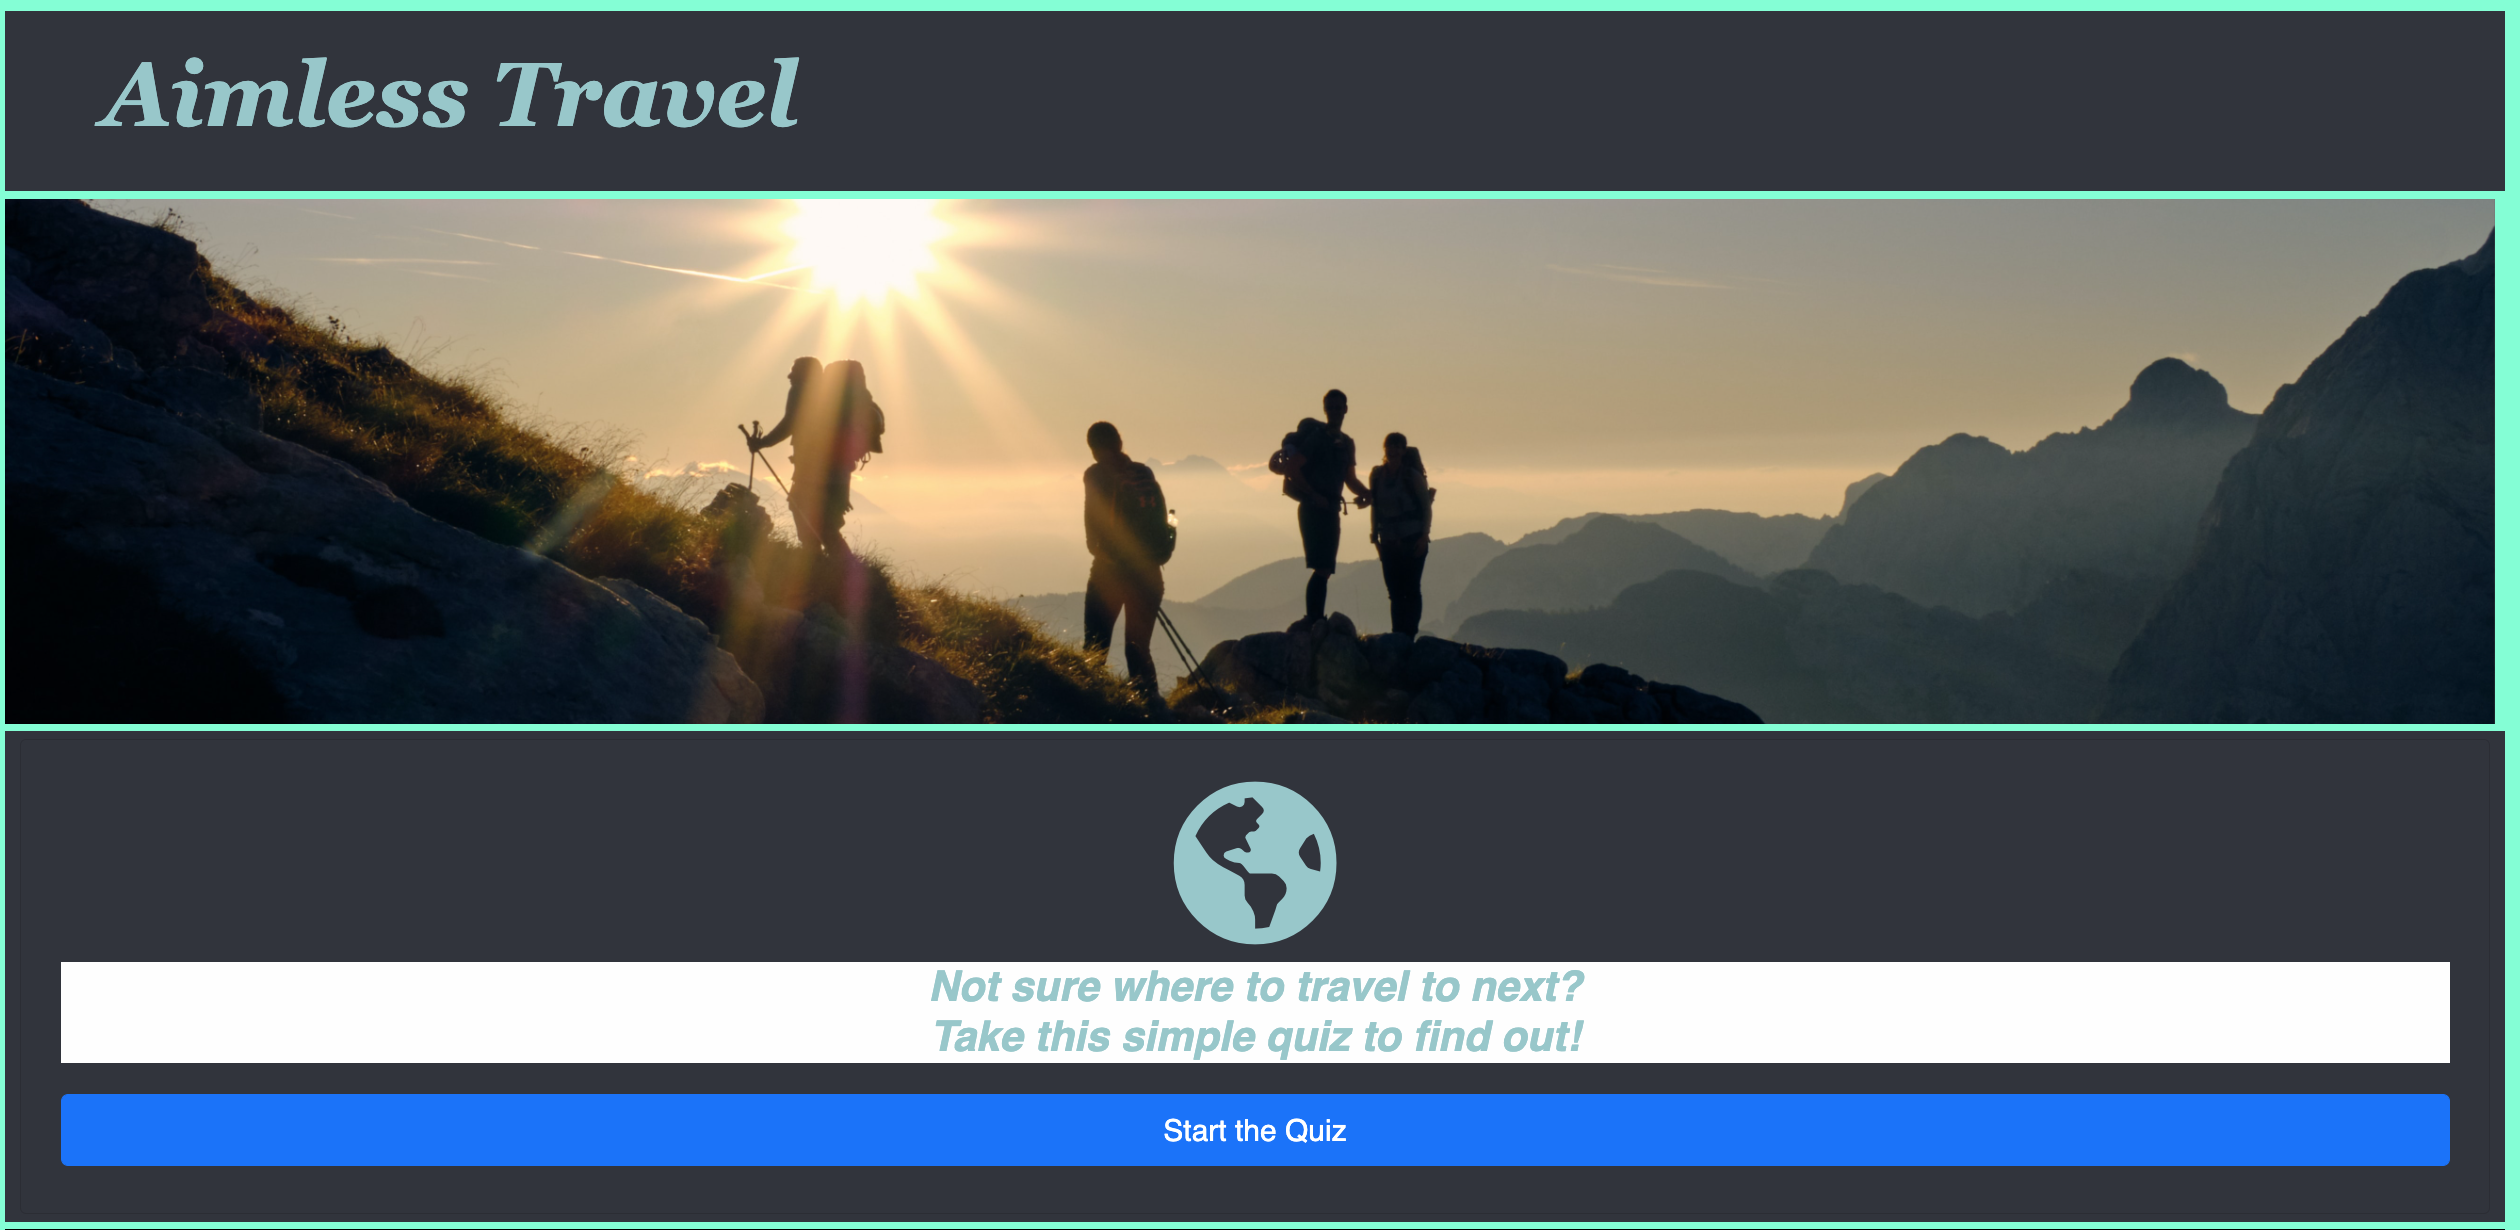 Aimless Travel
Not sure where to travel to next?
Take this simple quiz to find out!
Start the Quiz